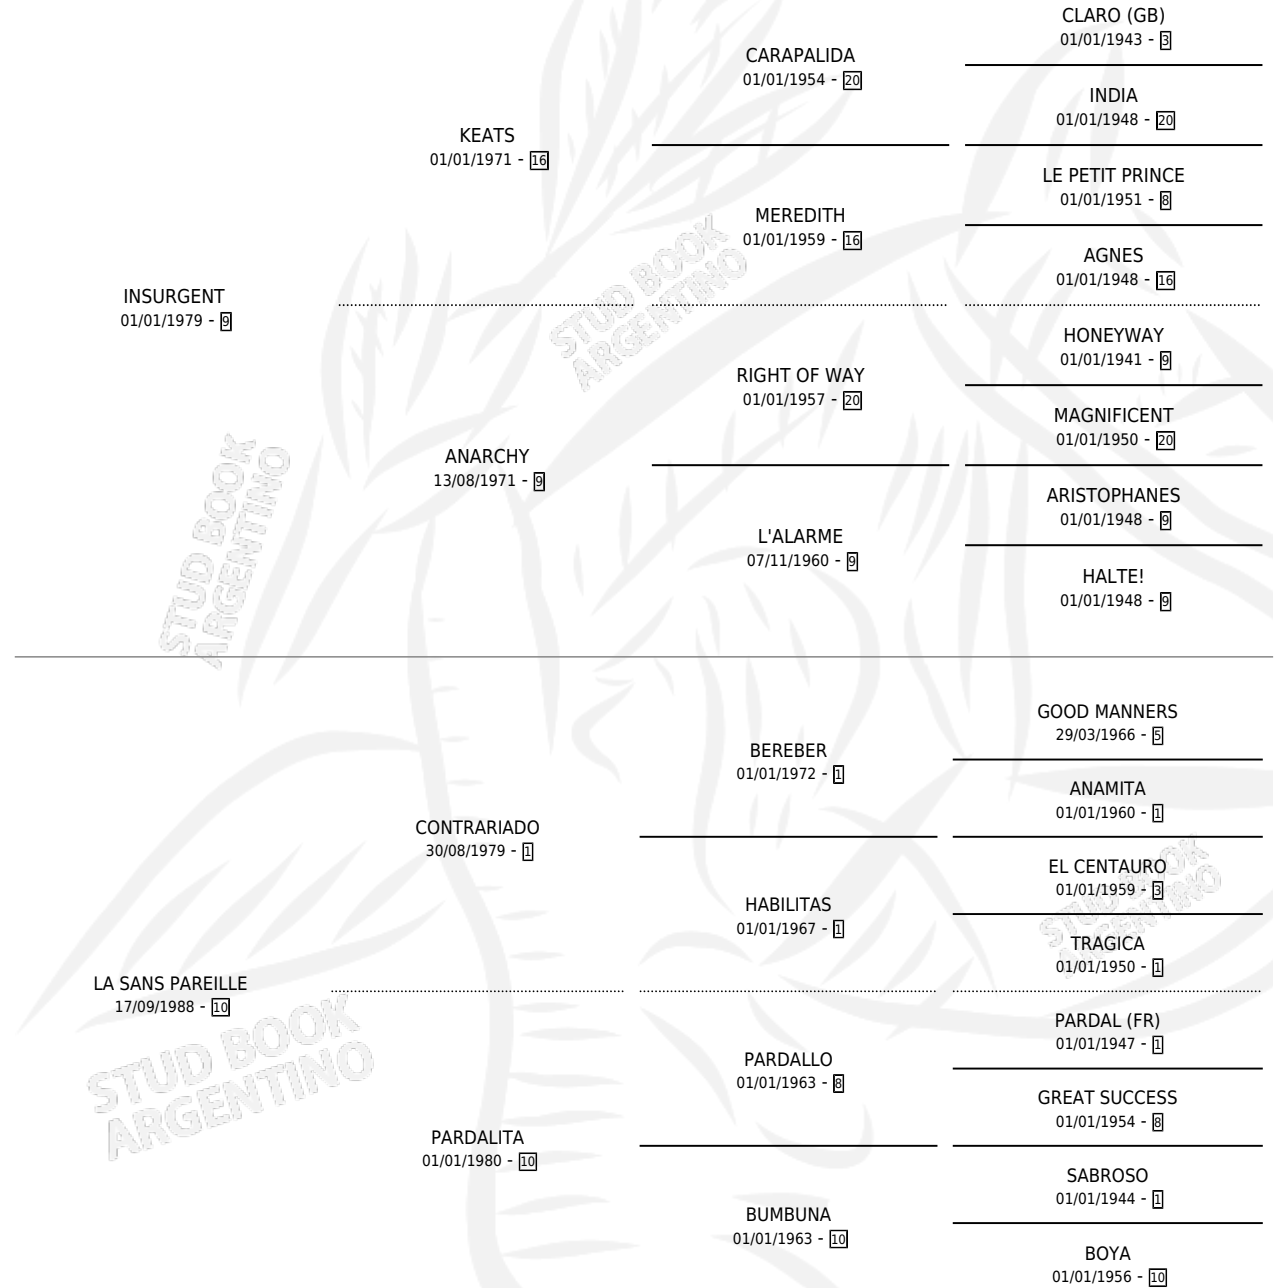 CLARO (GB)
01/01/1943 - 3
CARAPALIDA
01/01/1954 - 20
INDIA
01/01/1948 - 20
KEATS
01/01/1971 - 16
LE PETIT PRINCE
01/01/1951 - 8
MEREDITH
01/01/1959 - 16
AGNES
01/01/1948 - 16
INSURGENT
01/01/1979 - 9
HONEYWAY
01/01/1941 - 9
RIGHT OF WAY
01/01/1957 - 20
MAGNIFICENT
01/01/1950 - 20
ANARCHY
13/08/1971 - 9
ARISTOPHANES
01/01/1948 - 9
L'ALARME
07/11/1960 - 9
HALTE!
01/01/1948 - 9
GOOD MANNERS
29/03/1966 - 5
BEREBER
01/01/1972 - 1
ANAMITA
01/01/1960 - 1
CONTRARIADO
30/08/1979 - 1
EL CENTAURO
01/01/1959 - 3
HABILITAS
01/01/1967 - 1
TRAGICA
01/01/1950 - 1
LA SANS PAREILLE
17/09/1988 - 10
PARDAL (FR)
01/01/1947 - 1
PARDALLO
01/01/1963 - 8
GREAT SUCCESS
01/01/1954 - 8
PARDALITA
01/01/1980 - 10
SABROSO
01/01/1944 - 1
BUMBUNA
01/01/1963 - 10
BOYA
01/01/1956 - 10
STUD BOOK
ARGENTINO
STUD BOOK
ARGENTINO
STUD BOOK
ARGENTINO
STUD BOOK
ARGENTINO